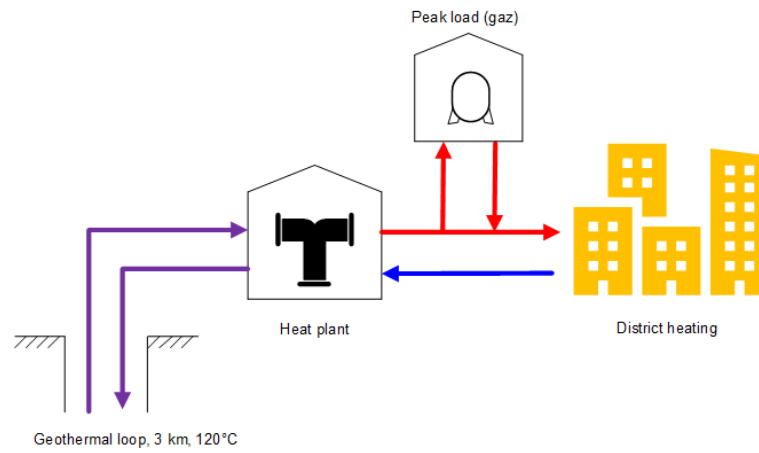 Peak load (gaz)
Heat plant
District heating
Geothermal loop, 3 km, 120°C